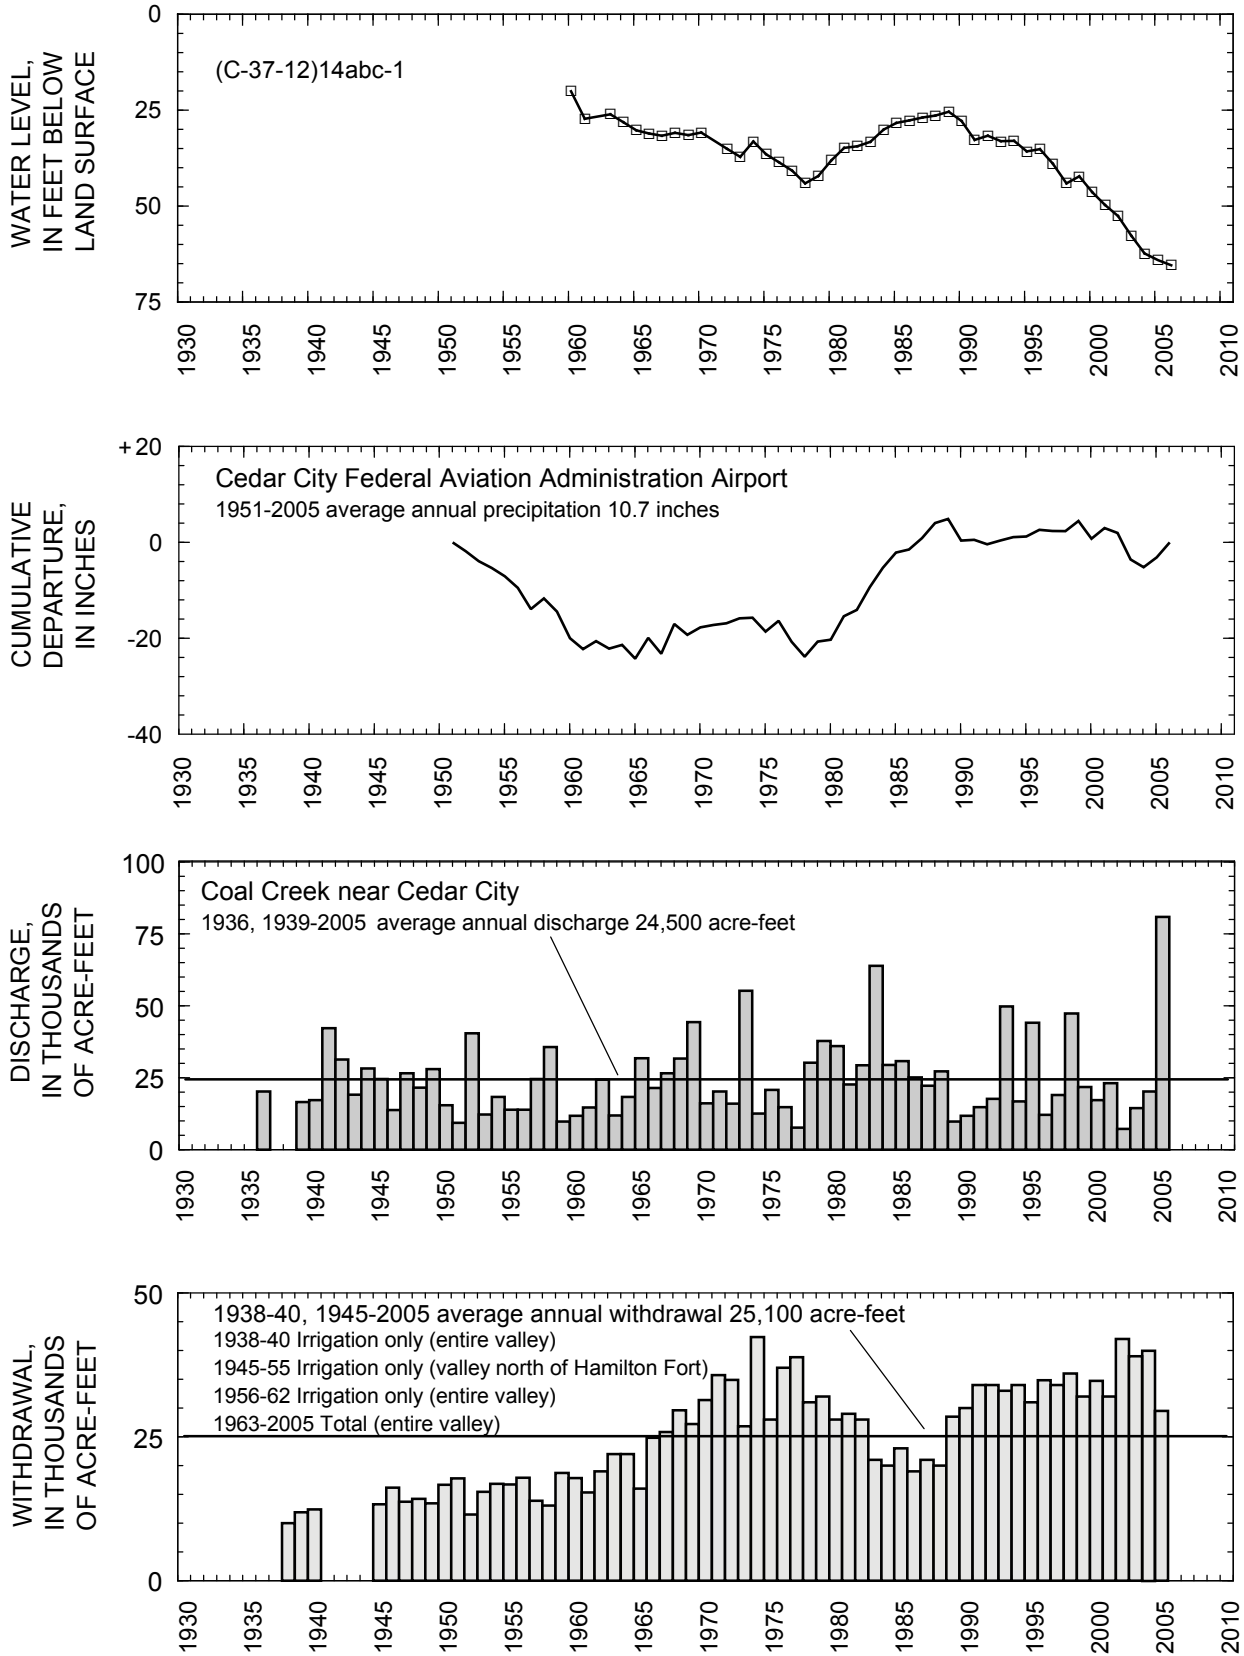 WATER LEVEL,
IN FEET BELOW
LAND SURFACE
0
25
50
75
(C-37-12)14abc-1
1930 1935 1940 1945 1950 1955 1960 1965 1970 1975 1980 1985 1990 1995 2000 2005 2010
CUMULATIVE
DEPARTURE,
IN INCHES
+20
0
-20
-40
Cedar City Federal Aviation Administration Airport
1951-2005 average annual precipitation 10.7 inches
1930 1935 1940 1945 1950 1955 1960 1965 1970 1975 1980 1985 1990 1995 2000 2005 2010
DISCHARGE,
IN THOUSANDS
OF ACRE-FEET
100
75
50
25
0
Coal Creek near Cedar City
1936, 1939-2005 average annual discharge 24,500 acre-feet
1930 1935 1940 1945 1950 1955 1960 1965 1970 1975 1980 1985 1990 1995 2000 2005 2010
WITHDRAWAL,
IN THOUSANDS
OF ACRE-FEET
50
25
0
1938-40, 1945-2005 average annual withdrawal 25,100 acre-feet
1938-40 Irrigation only (entire valley)
1945-55 Irrigation only (valley north of Hamilton Fort)
1956-62 Irrigation only (entire valley)
1963-2005 Total (entire valley)
1930 1935 1940 1945 1950 1955 1960 1965 1970 1975 1980 1985 1990 1995 2000 2005 2010